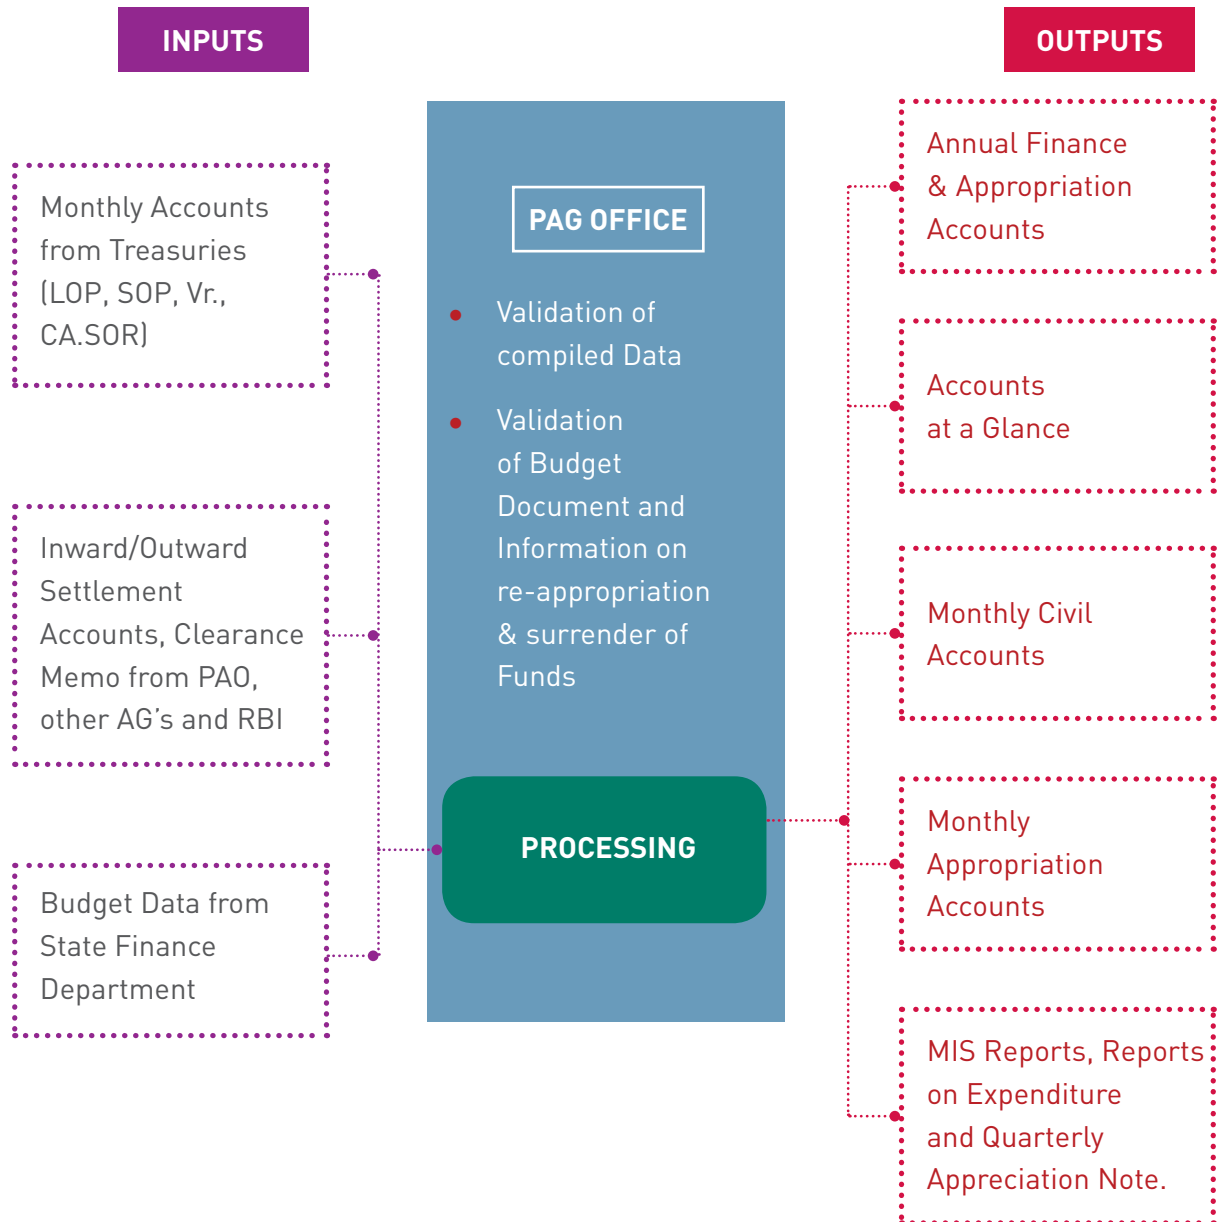 INPUTS
Monthly Accounts
from Treasuries
(LOP, SOP, Vr.,
CA.SOR)
Inward/Outward
Settlement
Accounts, Clearance
Memo from PAO,
other AG’s and RBI
Budget Data from
State Finance
Department
PAG OFFICE
• Validation of
compiled Data
• Validation
of Budget
Document and
Information on
re-appropriation
& surrender of
Funds
PROCESSING
OUTPUTS
Annual Finance
& Appropriation
Accounts
Accounts
at a Glance
Monthly Civil
Accounts
Monthly
Appropriation
Accounts
MIS Reports, Reports
on Expenditure
and Quarterly
Appreciation Note.